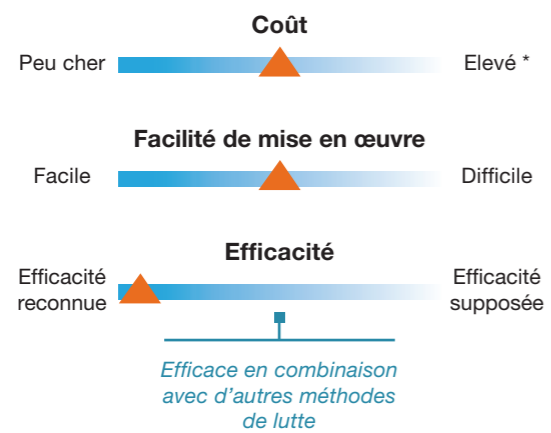 Coût
Peu cher
Elevé *
Facilité de mise en œuvre
Facile
Difficile
Efficacité
Efficacité
reconnue
Efficacité
supposée
Efficace en combinaison
avec d'autres méthodes
de lutte